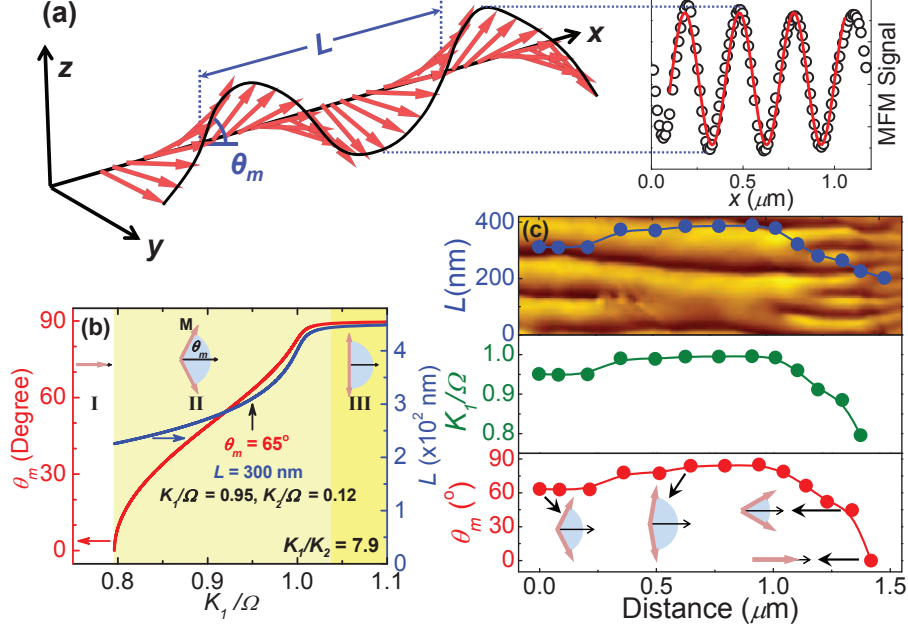 (a)
z
y
x
L
θm
MFM Signal
0.0 0.5 1.0
x (μm)
(b)
θm (Degree)
90
60
30
0
M
θm
I
II
III
θm = 65°
L = 300 nm
K1/Ω = 0.95, K2/Ω = 0.12
K1/K2 = 7.9
L (x10² nm)
4
3
2
1
0
0.8 0.9 1.0 1.1
K1/Ω
(c)
L(nm)
400
200
0
K1/Ω
1.0
0.9
0.8
θm (°)
90
45
0
0.0 0.5 1.0 1.5
Distance (μm)